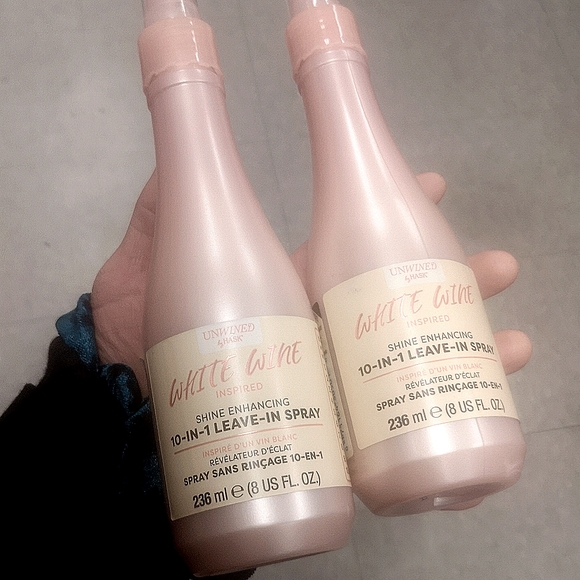 UNWINED
by HASK
WHITE WINE
INSPIRED
SHINE ENHANCING
10-IN-1 LEAVE-IN SPRAY
INSPIRÉ D'UN VIN BLANC
RÉVÉLATEUR D'ÉCLAT
SPRAY SANS RINÇAGE 10-EN-1
236 ml ℮ (8 US FL. OZ.)
UNWINED
by HASK
WHITE WINE
INSPIRED
SHINE ENHANCING
10-IN-1 LEAVE-IN SPRAY
INSPIRÉ D'UN VIN BLANC
RÉVÉLATEUR D'ÉCLAT
SPRAY SANS RINÇAGE 10-EN-1
236 ml ℮ (8 US FL. OZ.)